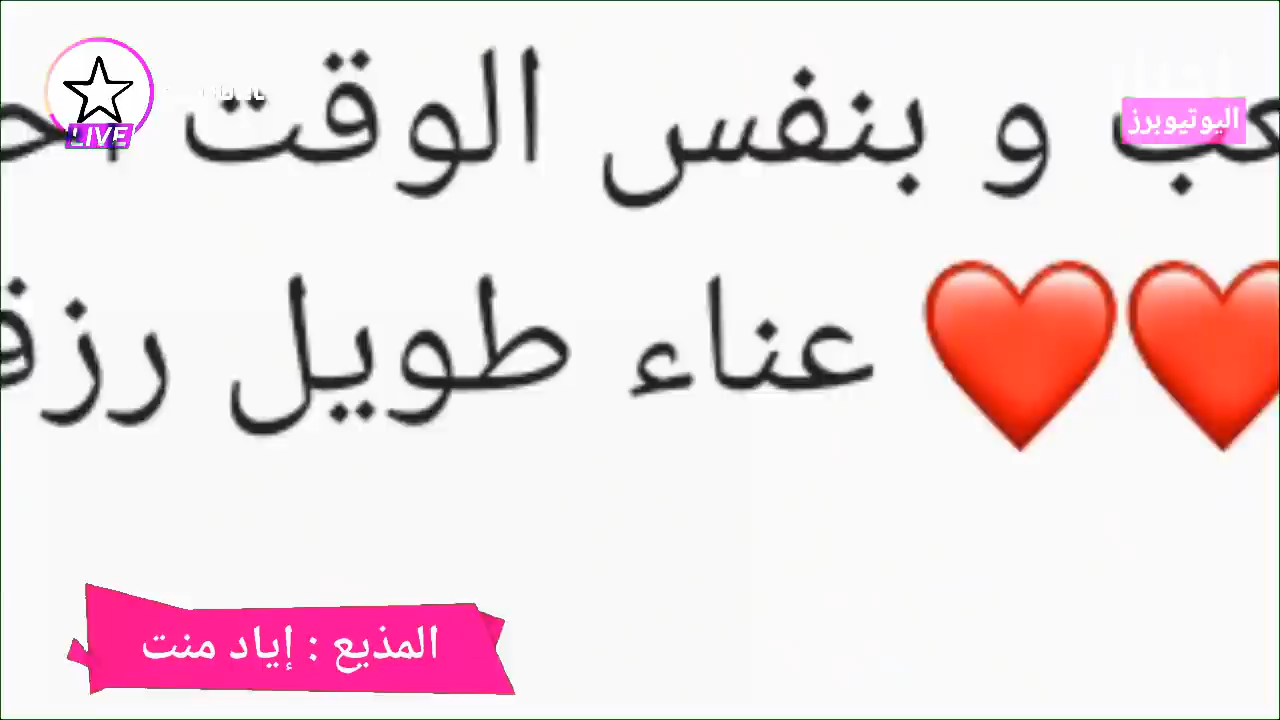 اليوتيوبرز
LIVE
و بنفس الوقت
❤️❤️ عناء طويل
المذيع : إياد منت